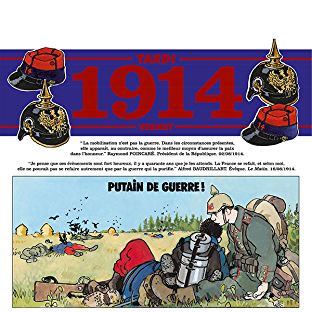 TARDI
1914
VERNEY
"La mobilisation n'est pas la guerre. Dans les circonstances présentes,
elle apparaît, au contraire, comme le meilleur moyen d'assurer la paix
dans l'honneur." Raymond POINCARÉ. Président de la République. 02/08/1914.
"Je pense que ces événements sont fort heureux, il y a quarante ans que je les attends. La France se refait, et selon moi,
elle ne pouvait pas se refaire autrement que par la guerre qui la purifie." Alfred BAUDRILLART. Évêque. Le Matin. 16/08/1914.
PUTAIN DE GUERRE !